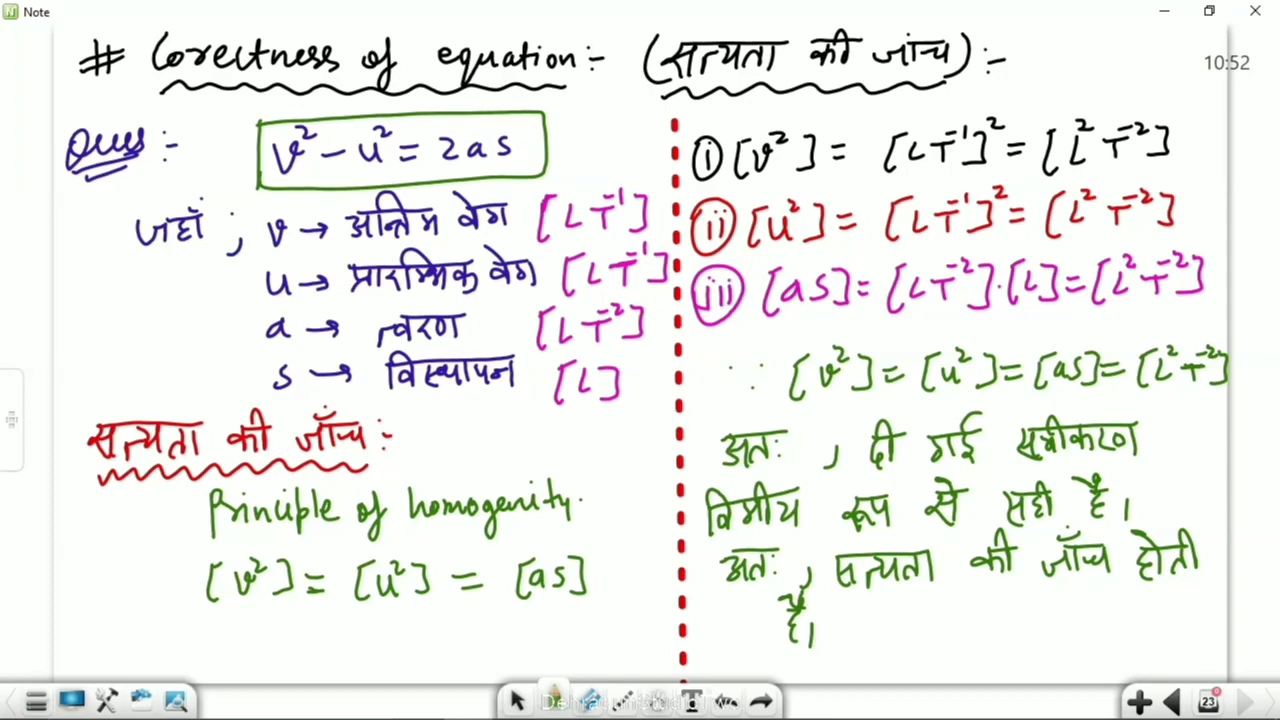 Note
# Corectness of equation:- (सत्यता की जाँच):-
10:52
Ques:-
v² - u² = 2as
जहाँ ; v → अन्तिम वेग [LT⁻¹]
u → प्रारम्भिक वेग [LT⁻¹]
a → त्वरण [LT⁻²]
s → विस्थापन [L]
सत्यता की जाँच:-
Principle of homogenity.
[v²] = [u²] = [as]
(i) [v²] = [LT⁻¹]² = [L²T⁻²]
(ii) [u²] = [LT⁻¹]² = [L²T⁻²]
(iii) [as] = [LT⁻²]·[L] = [L²T⁻²]
∵ [v²] = [u²] = [as] = [L²T⁻²]
अतः , दी गई समीकरण
विमीय रूप से सही है।
अतः , सत्यता की जाँच होती
है।
23